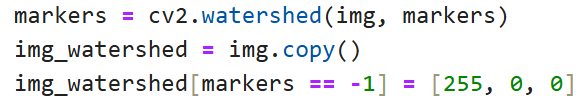 markers = cv2.watershed(img, markers)
img_watershed = img.copy()
img_watershed[markers == -1] = [255, 0, 0]